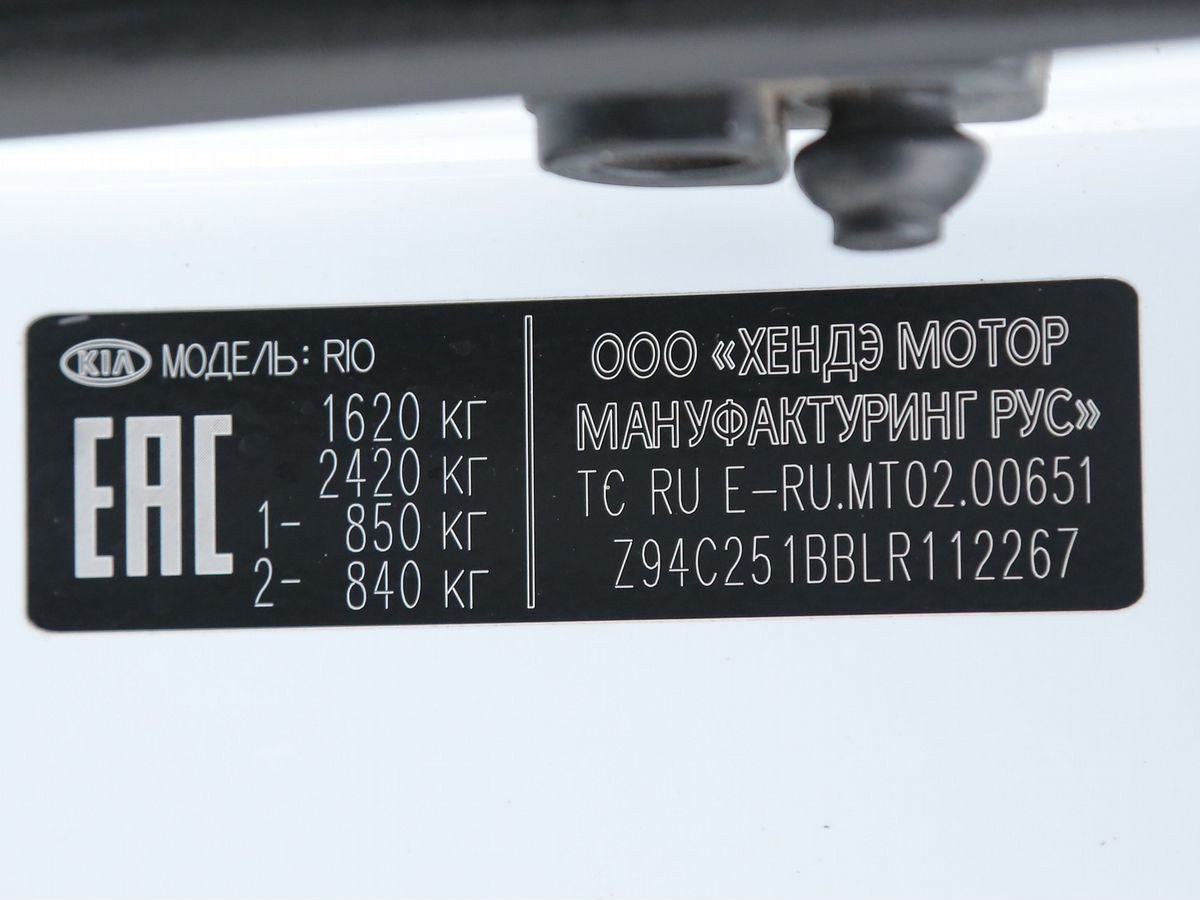 KIA МОДЕЛЬ: RIO
EAC
1620 КГ
2420 КГ
1- 850 КГ
2- 840 КГ
ООО «ХЕНДЭ МОТОР
МАНУФАКТУРИНГ РУС»
ТС RU E-RU.MT02.00651
Z94C251BBLR112267